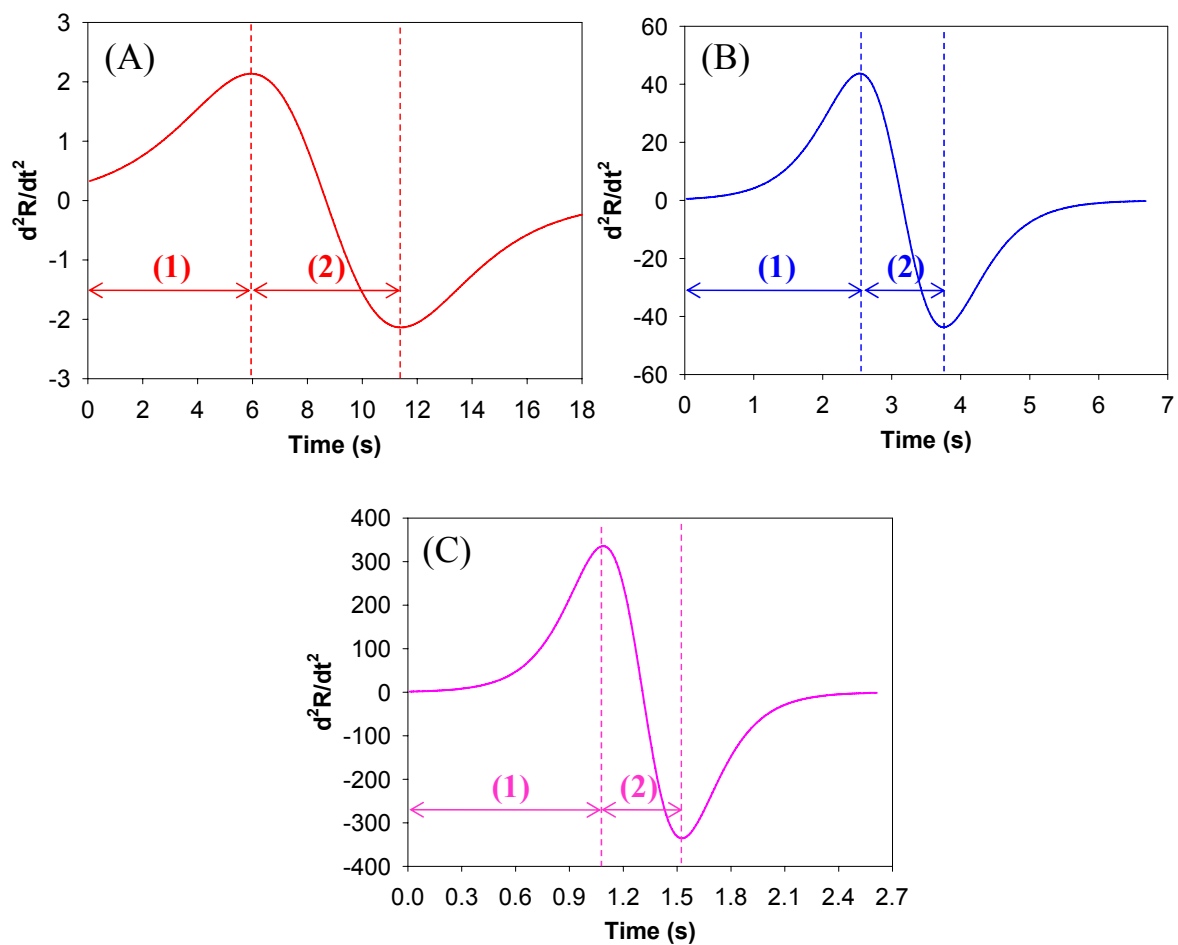 (A)
3
2
1
0
-1
-2
-3
d²R/dt²
(1) (2)
0 2 4 6 8 10 12 14 16 18
Time (s)
(B)
60
40
20
0
-20
-40
-60
d²R/dt²
(1) (2)
0 1 2 3 4 5 6 7
Time (s)
(C)
400
300
200
100
0
-100
-200
-300
-400
d²R/dt²
(1) (2)
0.0 0.3 0.6 0.9 1.2 1.5 1.8 2.1 2.4 2.7
Time (s)